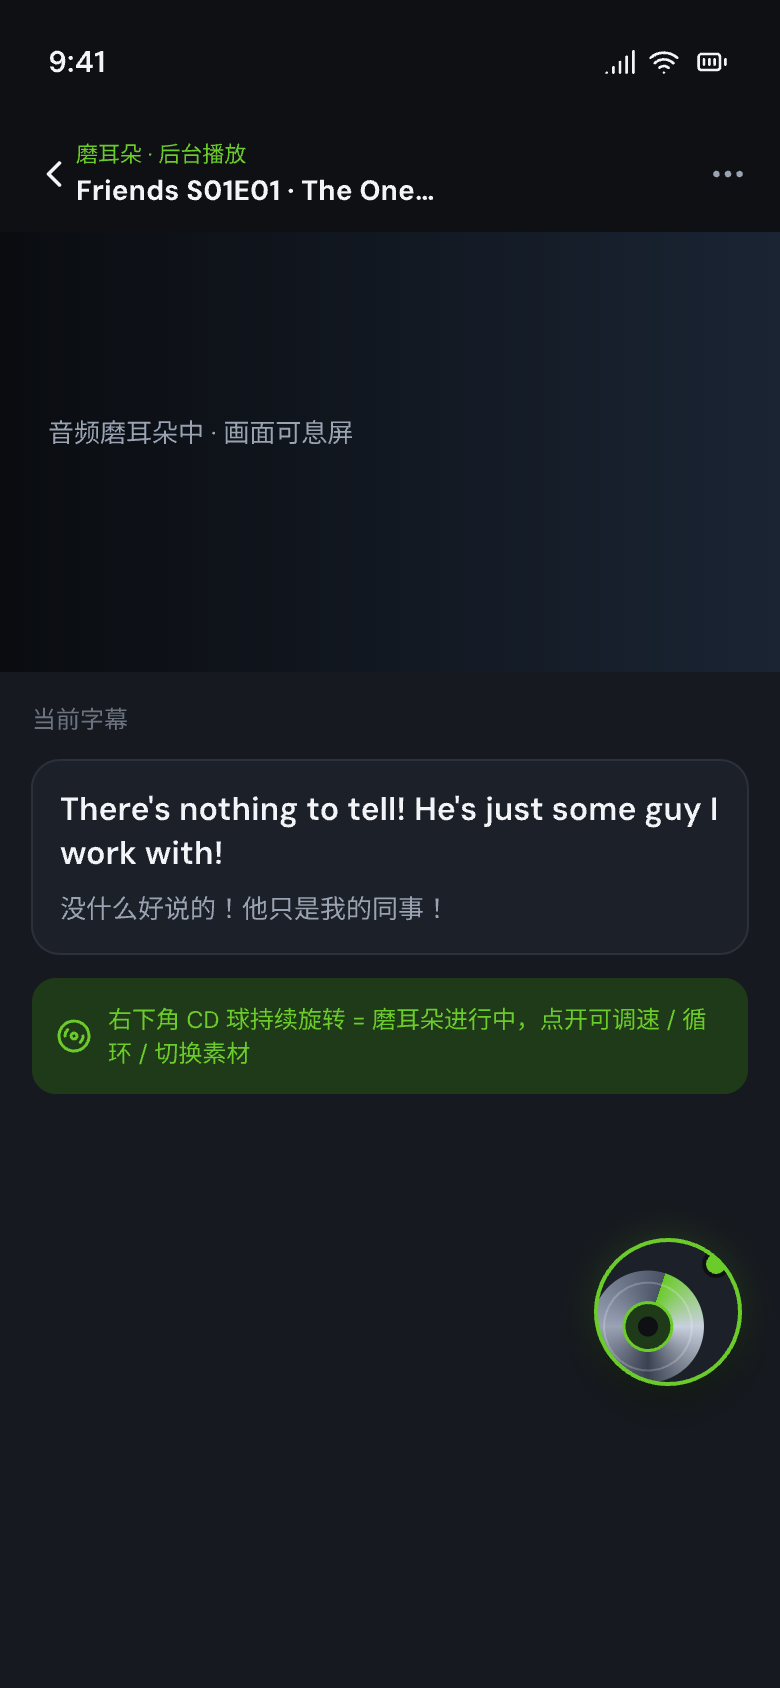 9:41
磨耳朵 · 后台播放
Friends S01E01 · The One...
音频磨耳朵中 · 画面可息屏
当前字幕
There's nothing to tell! He's just some guy I
work with!
没什么好说的！他只是我的同事！
右下角 CD 球持续旋转 = 磨耳朵进行中，点开可调速 / 循
环 / 切换素材